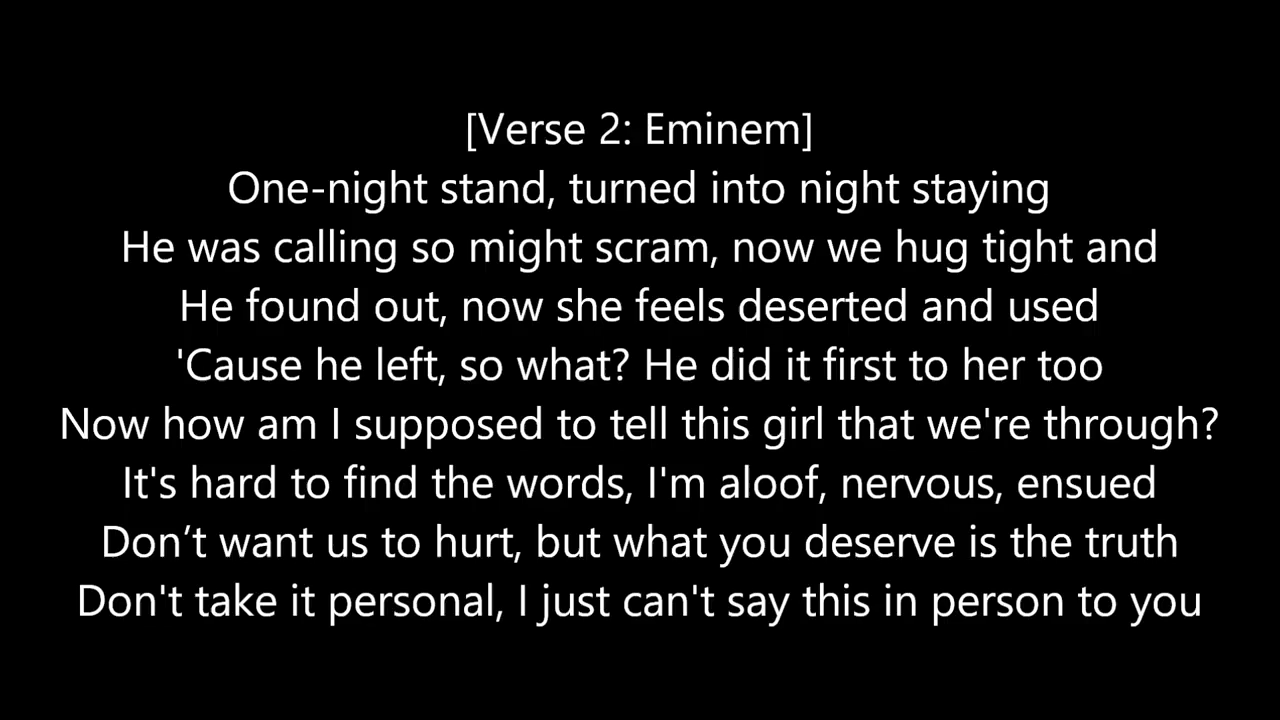 [Verse 2: Eminem]
One-night stand, turned into night staying
He was calling so might scram, now we hug tight and
He found out, now she feels deserted and used
'Cause he left, so what? He did it first to her too
Now how am I supposed to tell this girl that we're through?
It's hard to find the words, I'm aloof, nervous, ensued
Don’t want us to hurt, but what you deserve is the truth
Don't take it personal, I just can't say this in person to you